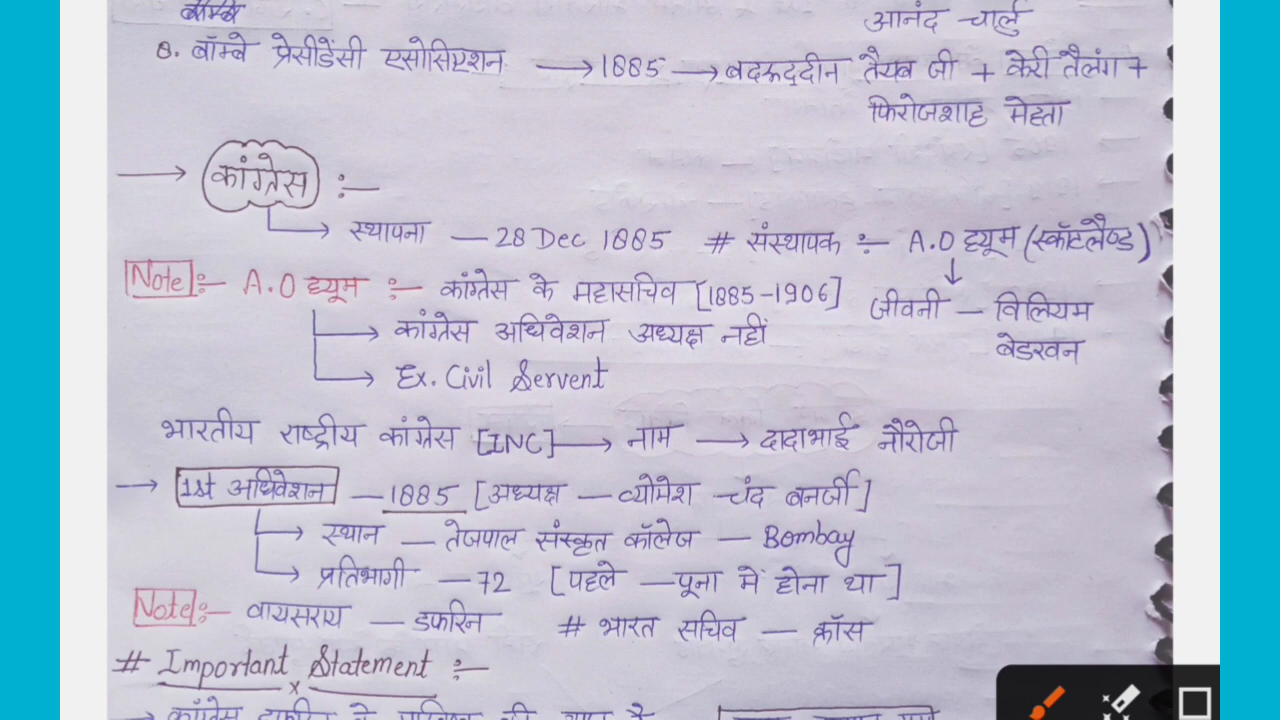 बॉम्बे
आनंद चार्लु
8. बॉम्बे प्रेसीडेंसी एसोसिएशन → 1885 → बदरूद्दीन तैयब जी + केरी तैलंग +
फिरोजशाह मेहता
→ कांग्रेस :-
स्थापना - 28 Dec 1885 # संस्थापक :- A.O ह्यूम (स्कॉटलैण्ड)
Note :- A.O ह्यूम :- कांग्रेस के महासचिव [1885-1906]
जीवनी - विलियम
→ कांग्रेस अधिवेशन अध्यक्ष नहीं
बेडरवन
→ Ex. Civil Servent
भारतीय राष्ट्रीय कांग्रेस [INC] → नाम → दादाभाई नौरोजी
→ 1st अधिवेशन - 1885 [अध्यक्ष - व्योमेश चंद बनर्जी]
→ स्थान - तेजपाल संस्कृत कॉलेज - Bombay
→ प्रतिभागी - 72 [पहले - पूना में होना था]
Note :- वायसराय - डफरिन # भारत सचिव - क्रॉस
# Important Statement :-